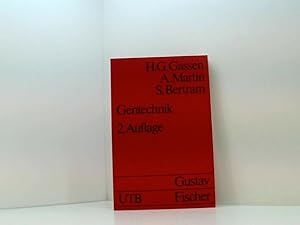 H.G. Gassen
A. Martin
S. Bertram
Gentechnik
2. Auflage
Gustav
UTB Fischer